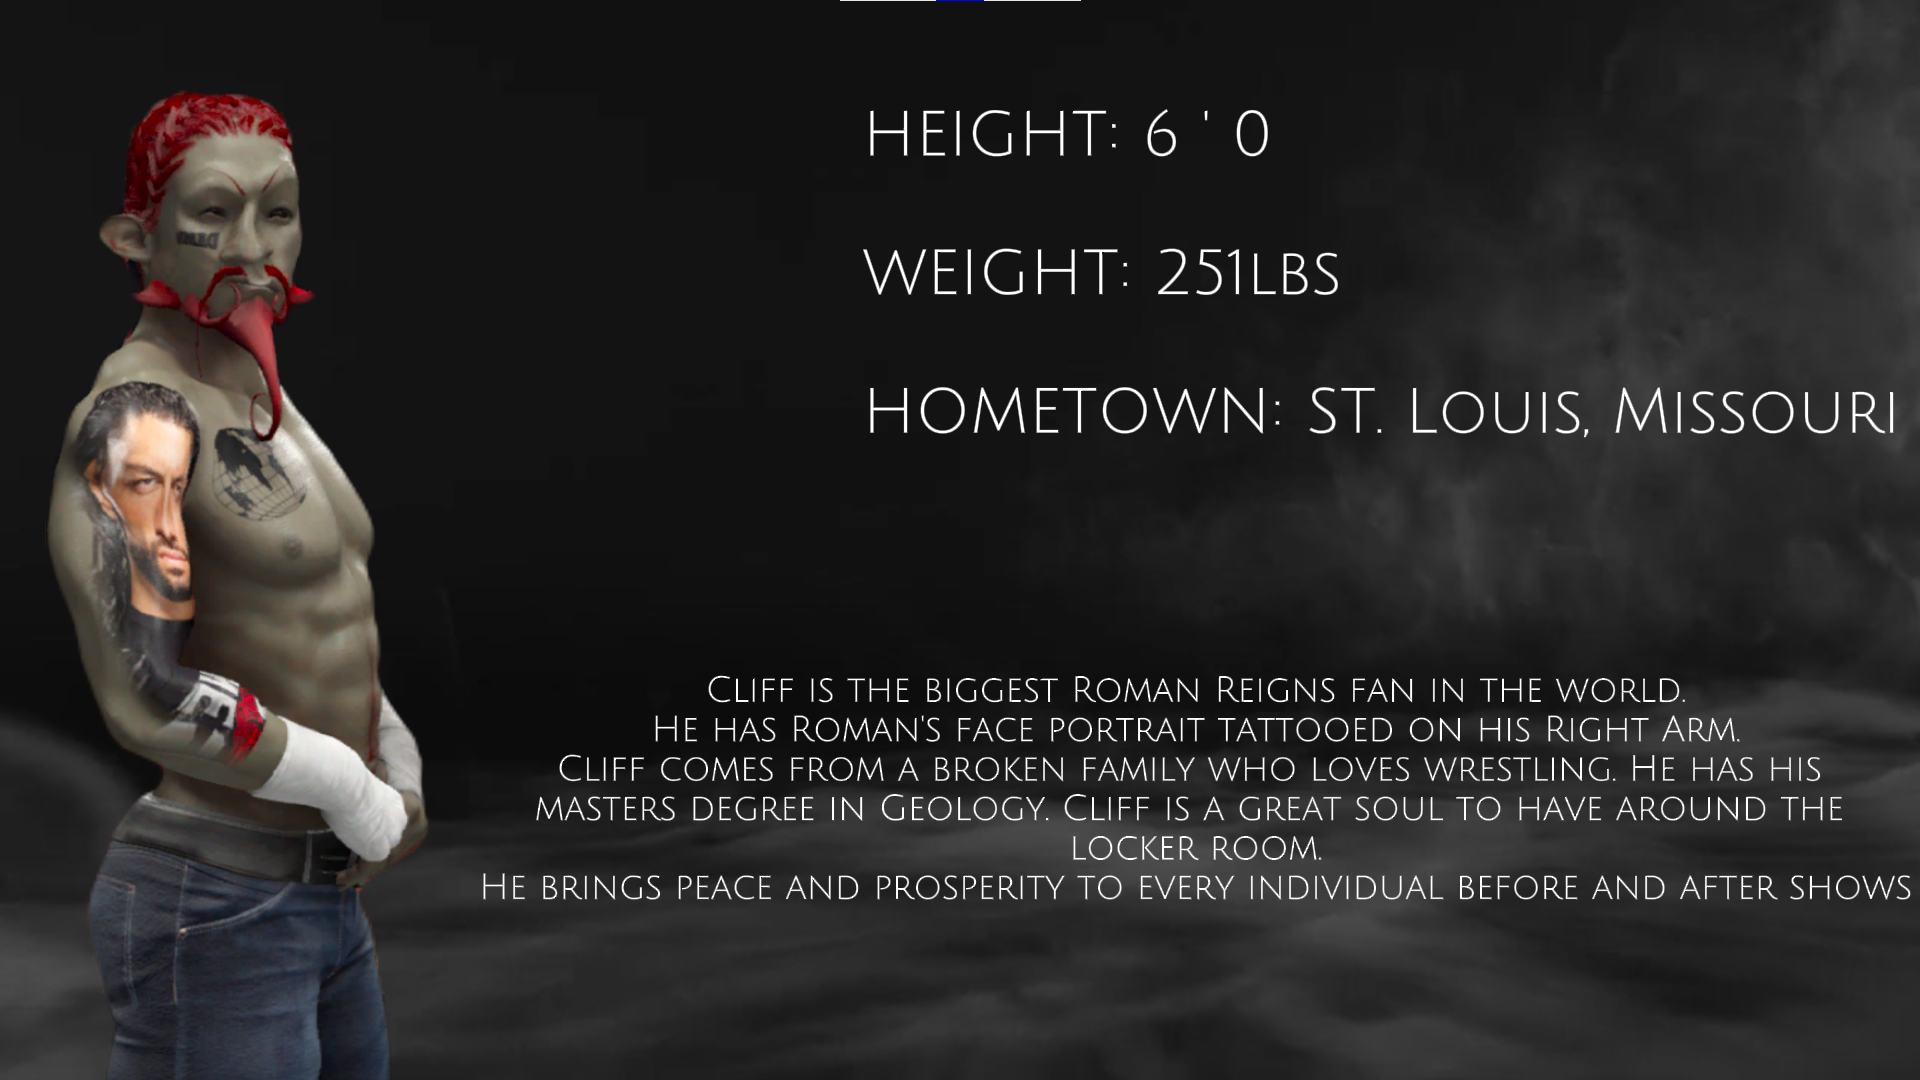 HEIGHT: 6 ' 0
WEIGHT: 251LBS
HOMETOWN: ST. LOUIS, MISSOURI
CLIFF IS THE BIGGEST ROMAN REIGNS FAN IN THE WORLD.
HE HAS ROMAN'S FACE PORTRAIT TATTOOED ON HIS RIGHT ARM.
CLIFF COMES FROM A BROKEN FAMILY WHO LOVES WRESTLING. HE HAS HIS
MASTERS DEGREE IN GEOLOGY. CLIFF IS A GREAT SOUL TO HAVE AROUND THE
LOCKER ROOM.
HE BRINGS PEACE AND PROSPERITY TO EVERY INDIVIDUAL BEFORE AND AFTER SHOWS